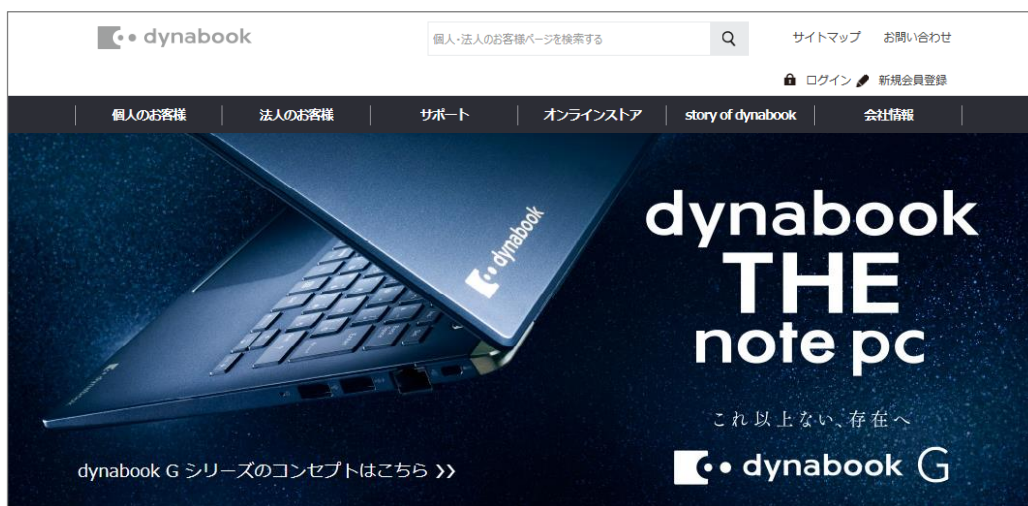 dynabook
個人・法人のお客様ページを検索する
サイトマップ お問い合わせ
ログイン 新規会員登録
個人のお客様 法人のお客様 サポート オンラインストア story of dynabook 会社情報
dynabook
dynabook
THE
note pc
これ以上ない、存在へ
dynabook G
dynabook G シリーズのコンセプトはこちら >>